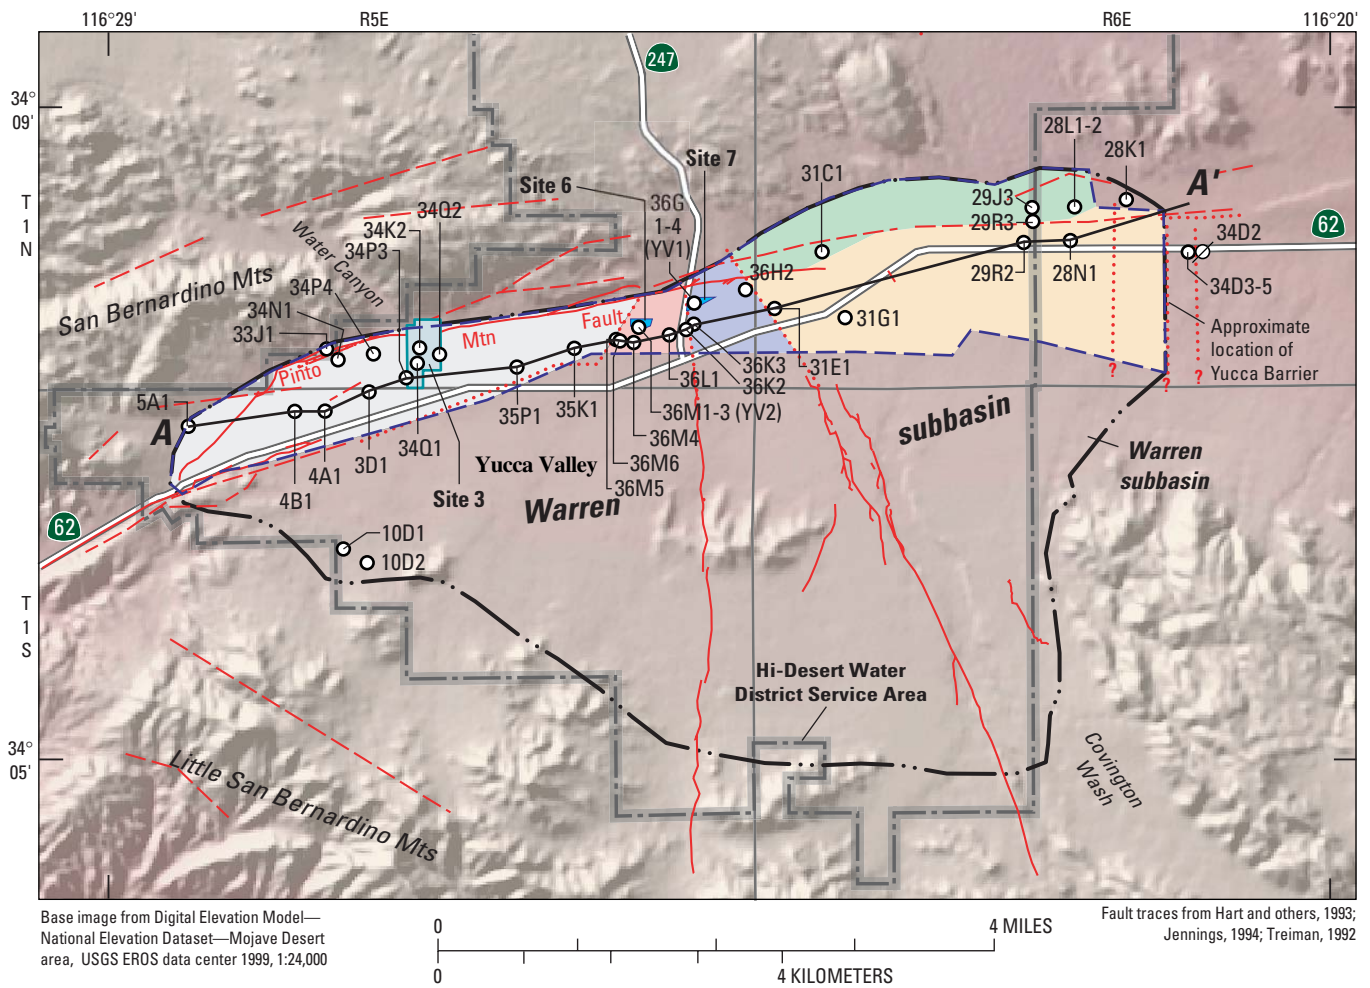 116°29'
R5E
R6E
116°20'
247
34°
09'
28L1-2
28K1
Site 7
31C1
Site 6
36G
1-4
(YV1)
29J3
A'
T
1
N
34Q2
34K2
34P3
Water Canyon
29R3
62
34D2
San Bernardino Mts
34P4
34N1
33J1
36H2
29R2
28N1
34D3-5
Fault
Mtn
Pinto
31G1
Approximate
location of
Yucca Barrier
36K3
31E1
36L1
36K2
? ? ?
5A1
A
35P1
35K1
36M1-3 (YV2)
subbasin
34Q1
36M4
3D1
4A1
4B1
Yucca Valley
36M6
36M5
Warren
subbasin
Site 3
Warren
62
10D1
10D2
T
1
S
Hi-Desert Water
District Service Area
34°
05'
Little San Bernardino Mts
Covington
Wash
Base image from Digital Elevation Model—
National Elevation Dataset—Mojave Desert
area, USGS EROS data center 1999, 1:24,000
0
4 MILES
0
4 KILOMETERS
Fault traces from Hart and others, 1993;
Jennings, 1994; Treiman, 1992